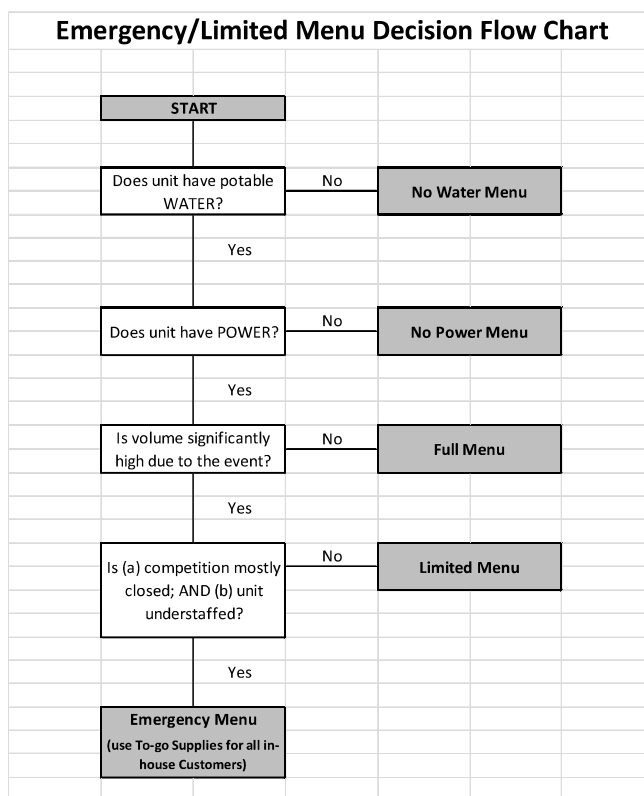 Emergency/Limited Menu Decision Flow Chart
START
Does unit have potable
WATER?
No
No Water Menu
Yes
Does unit have POWER?
No
No Power Menu
Yes
Is volume significantly
high due to the event?
No
Full Menu
Yes
Is (a) competition mostly
closed; AND (b) unit
understaffed?
No
Limited Menu
Yes
Emergency Menu
(use To-go Supplies for all in-
house Customers)